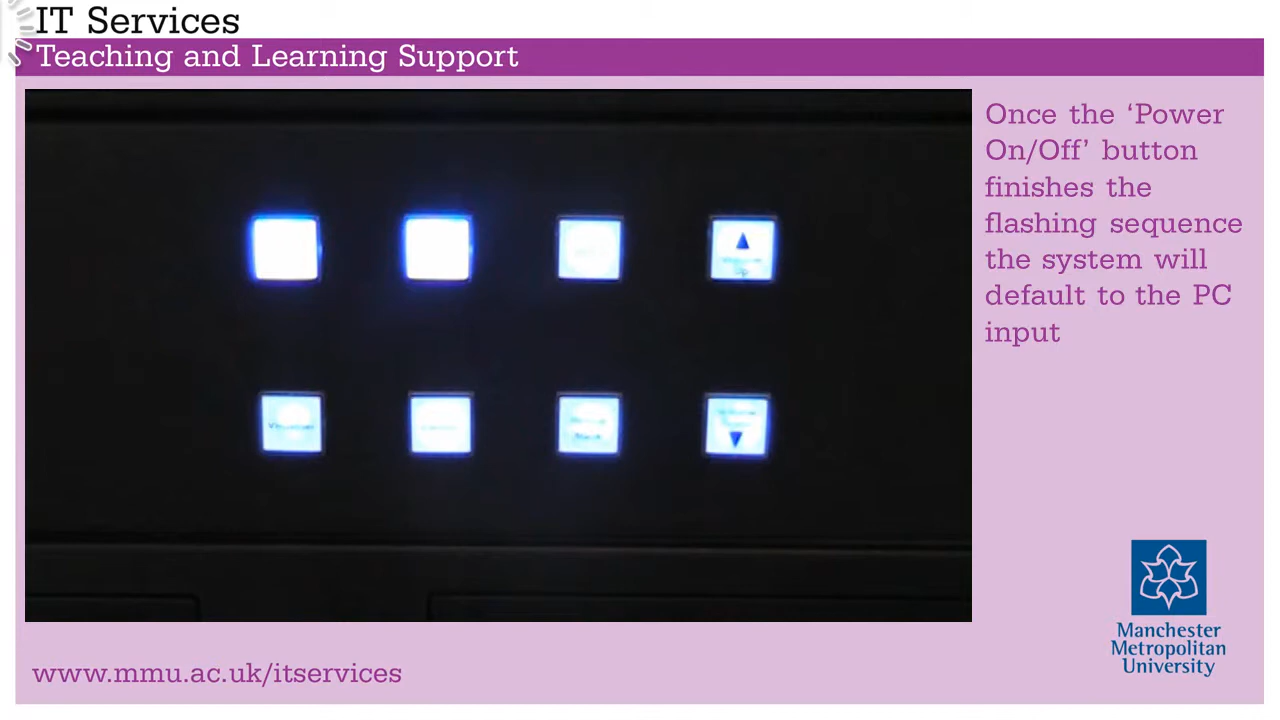 IT Services
Teaching and Learning Support
Once the ‘Power
On/Off’ button
finishes the
flashing sequence
the system will
default to the PC
input
Manchester
Metropolitan
University
www.mmu.ac.uk/itservices